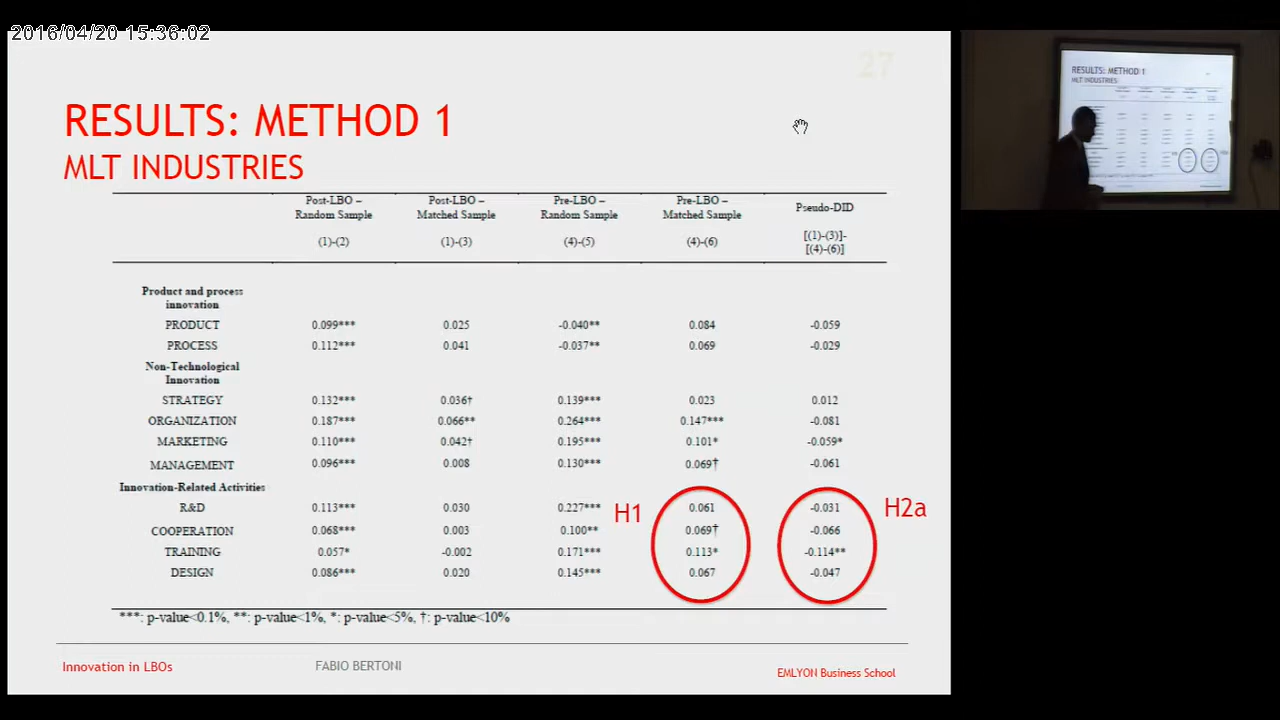 2016/04/20 15:36:02
27
RESULTS: METHOD 1
MLT INDUSTRIES
Post-LBO – Random Sample (1)-(2)
Post-LBO – Matched Sample (1)-(3)
Pre-LBO – Random Sample (4)-(5)
Pre-LBO – Matched Sample (4)-(6)
Pseudo-DID [(1)-(3)]-[(4)-(6)]
Product and process innovation
PRODUCT 0.099*** 0.025 -0.040** 0.084 -0.059
PROCESS 0.112*** 0.041 -0.037** 0.069 -0.029
Non-Technological Innovation
STRATEGY 0.132*** 0.036† 0.139*** 0.023 0.012
ORGANIZATION 0.187*** 0.066** 0.264*** 0.147*** -0.081
MARKETING 0.110*** 0.042† 0.195*** 0.101* -0.059*
MANAGEMENT 0.096*** 0.008 0.130*** 0.069† -0.061
Innovation-Related Activities
R&D 0.113*** 0.030 0.227*** H1 0.061 -0.031 H2a
COOPERATION 0.068*** 0.003 0.100** 0.069† -0.066
TRAINING 0.057* -0.002 0.171*** 0.113* -0.114**
DESIGN 0.086*** 0.020 0.145*** 0.067 -0.047
***: p-value<0.1%, **: p-value<1%, *: p-value<5%, †: p-value<10%
Innovation in LBOs
FABIO BERTONI
EMLYON Business School
RESULTS: METHOD 1
MLT INDUSTRIES